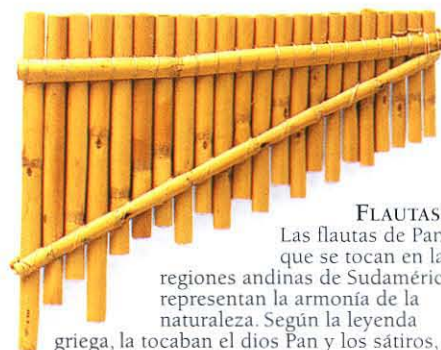 FLAUTAS
Las flautas de Pan
que se tocan en la
regiones andinas de Sudaméric
representan la armonía de la
naturaleza. Según la leyenda
griega, la tocaban el dios Pan y los sátiros,